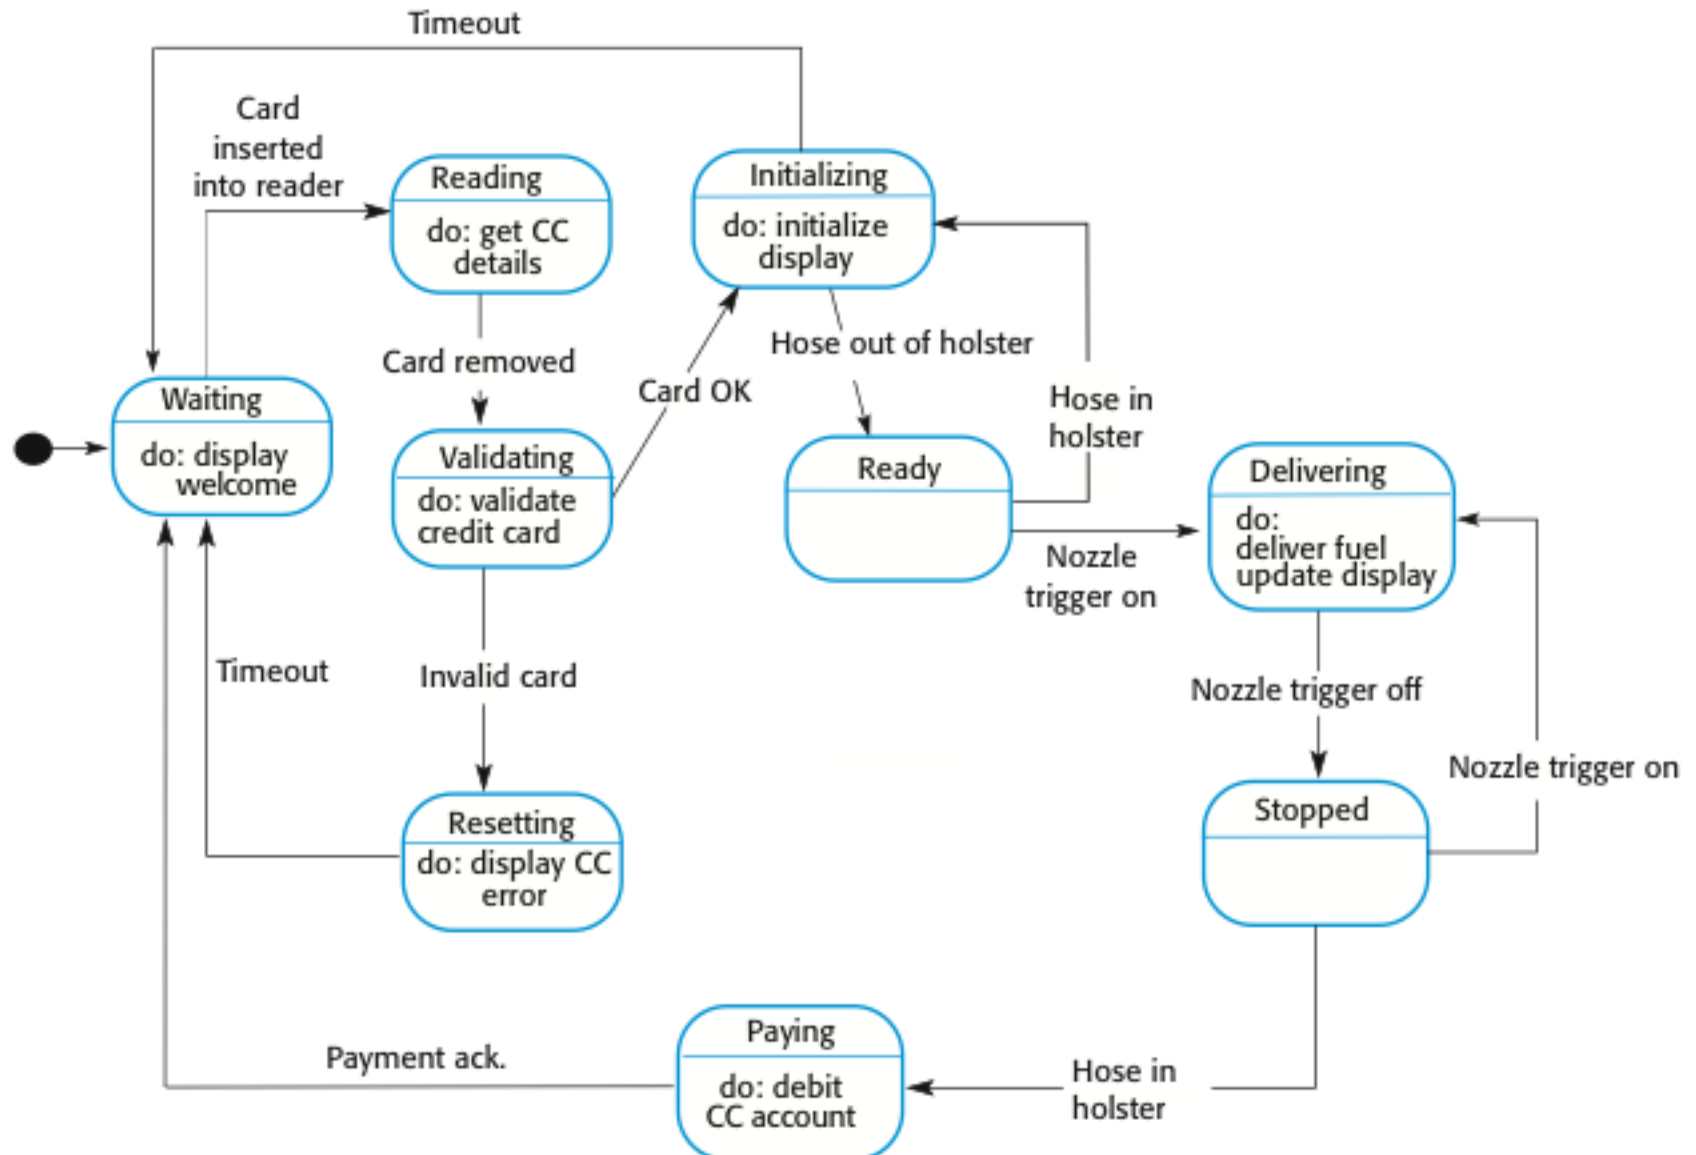 Timeout
Card
inserted
into reader
Reading
do: get CC
details
Initializing
do: initialize
display
Card removed
Hose out of holster
Card OK
Waiting
do: display
welcome
Hose in
holster
Validating
do: validate
credit card
Ready
Delivering
do:
deliver fuel
update display
Nozzle
trigger on
Timeout
Invalid card
Nozzle trigger off
Nozzle trigger on
Resetting
do: display CC
error
Stopped
Paying
do: debit
CC account
Payment ack.
Hose in
holster